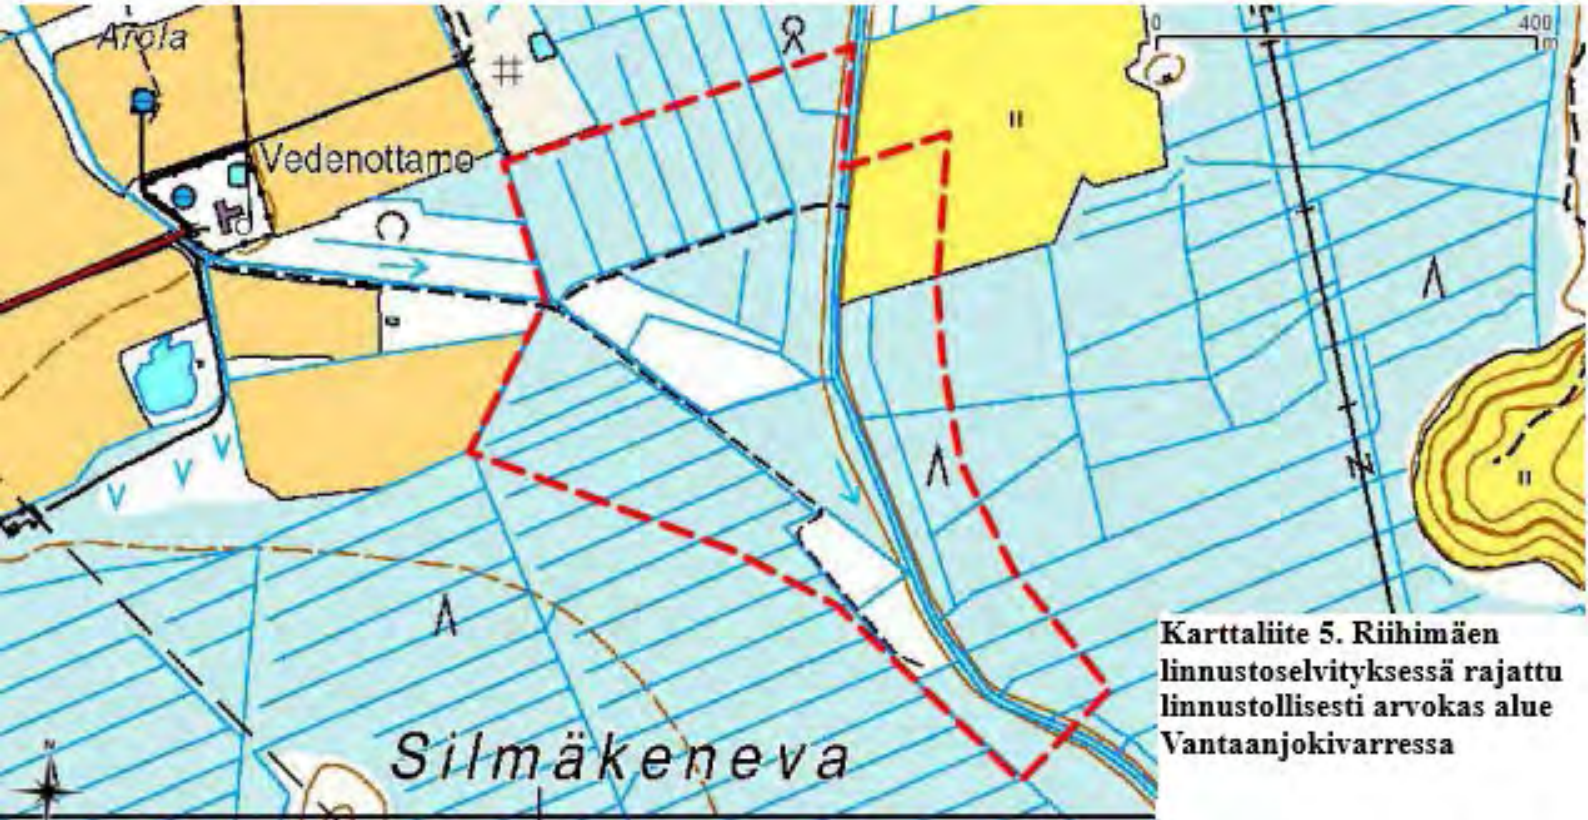 Arola
0 400
m
Vedenottamo
N
Silmäkeneva
Karttaliite 5. Riihimäen
linnustoselvityksessä rajattu
linnustollisesti arvokas alue
Vantaanjokivarressa